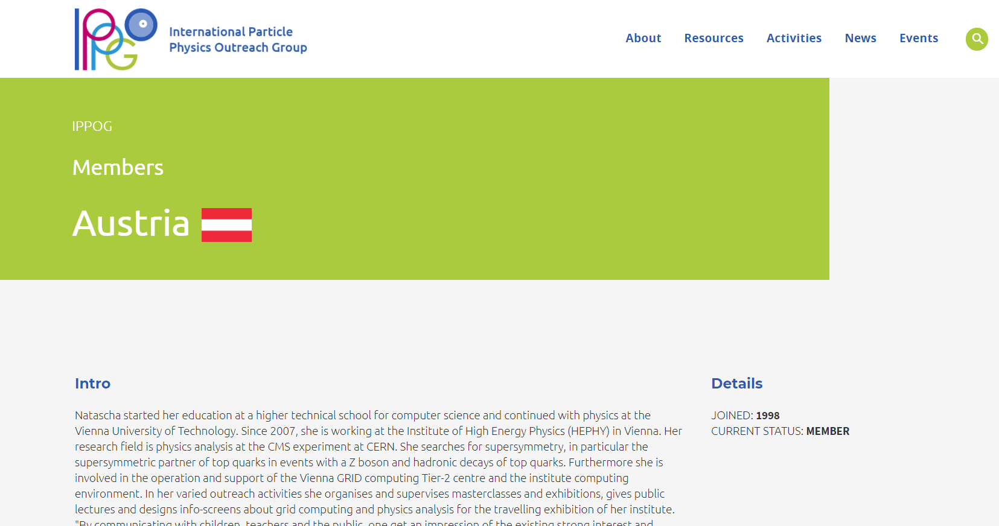 IPPOG
International Particle
Physics Outreach Group
About
Resources
Activities
News
Events
IPPOG
Members
Austria
Intro
Natascha started her education at a higher technical school for computer science and continued with physics at the
Vienna University of Technology. Since 2007, she is working at the Institute of High Energy Physics (HEPHY) in Vienna. Her
research field is physics analysis at the CMS experiment at CERN. She searches for supersymmetry, in particular the
supersymmetric partner of top quarks in events with a Z boson and hadronic decays of top quarks. Furthermore she is
involved in the operation and support of the Vienna GRID computing Tier-2 centre and the institute computing
environment. In her varied outreach activities she organises and supervises masterclasses and exhibitions, gives public
lectures and designs info-screens about grid computing and physics analysis for the travelling exhibition of her institute.
"By communicating with children, teachers and the public, one get an impression of the existing strong interest and
Details
JOINED: 1998
CURRENT STATUS: MEMBER